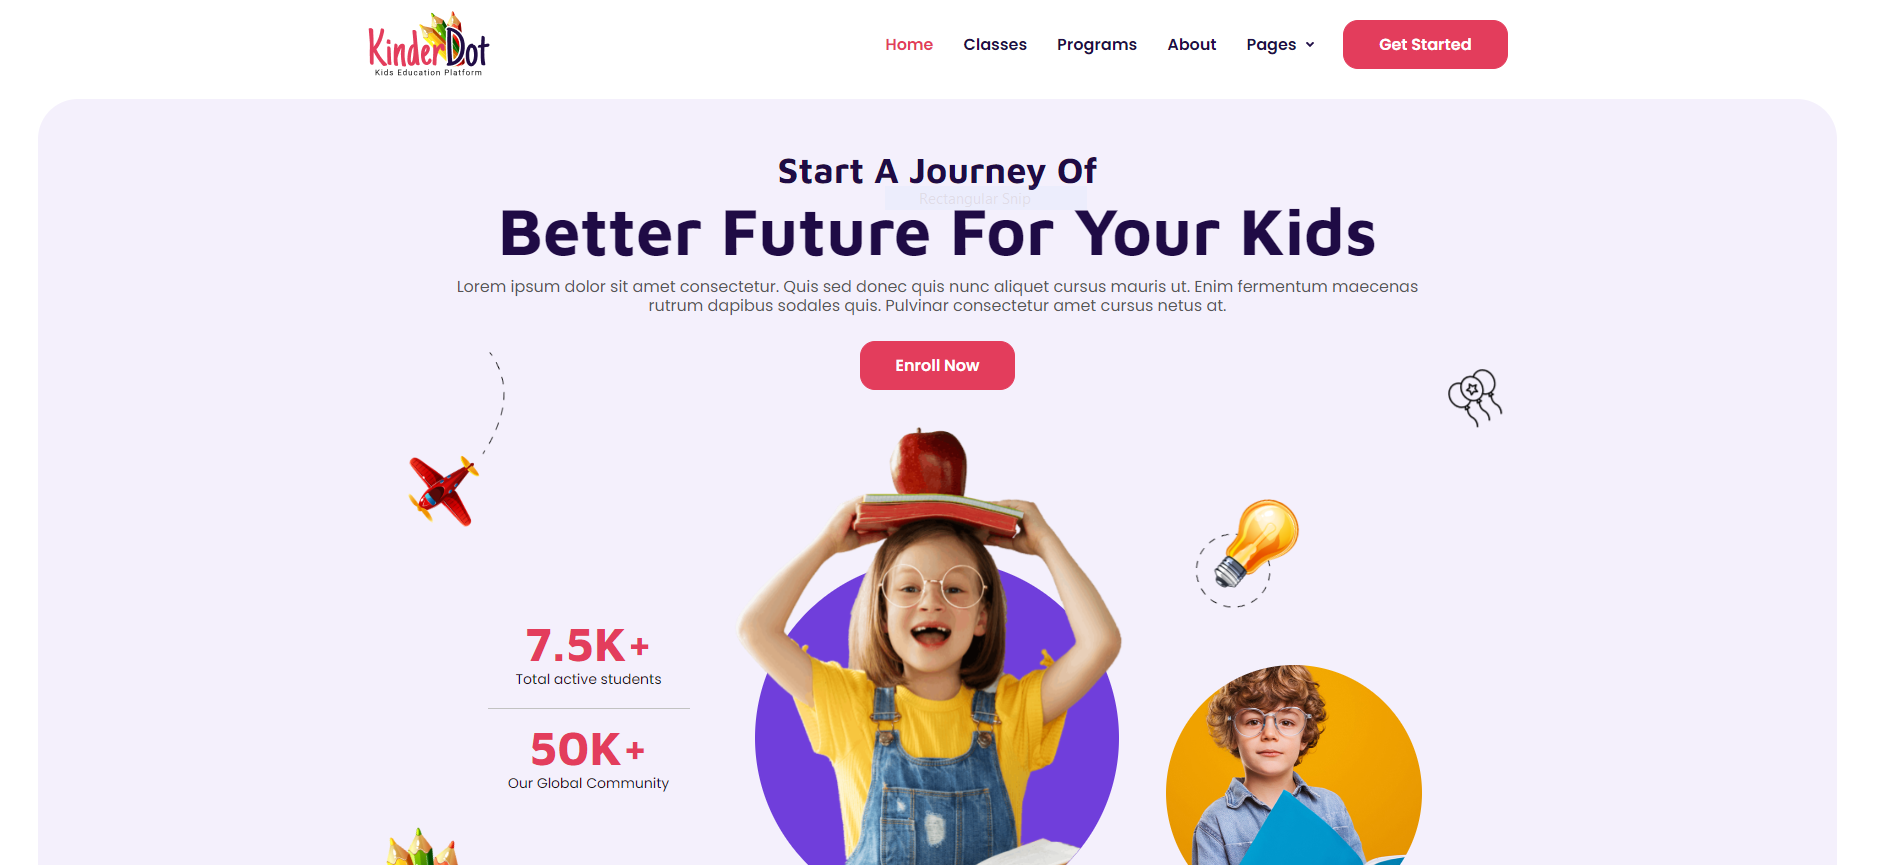 KinderDot
Kids Education Platform
Home
Classes
Programs
About
Pages
Get Started
Start A Journey Of
Rectangular Snip
Better Future For Your Kids
Lorem ipsum dolor sit amet consectetur. Quis sed donec quis nunc aliquet cursus mauris ut. Enim fermentum maecenas
rutrum dapibus sodales quis. Pulvinar consectetur amet cursus netus at.
Enroll Now
7.5K+
Total active students
50K+
Our Global Community